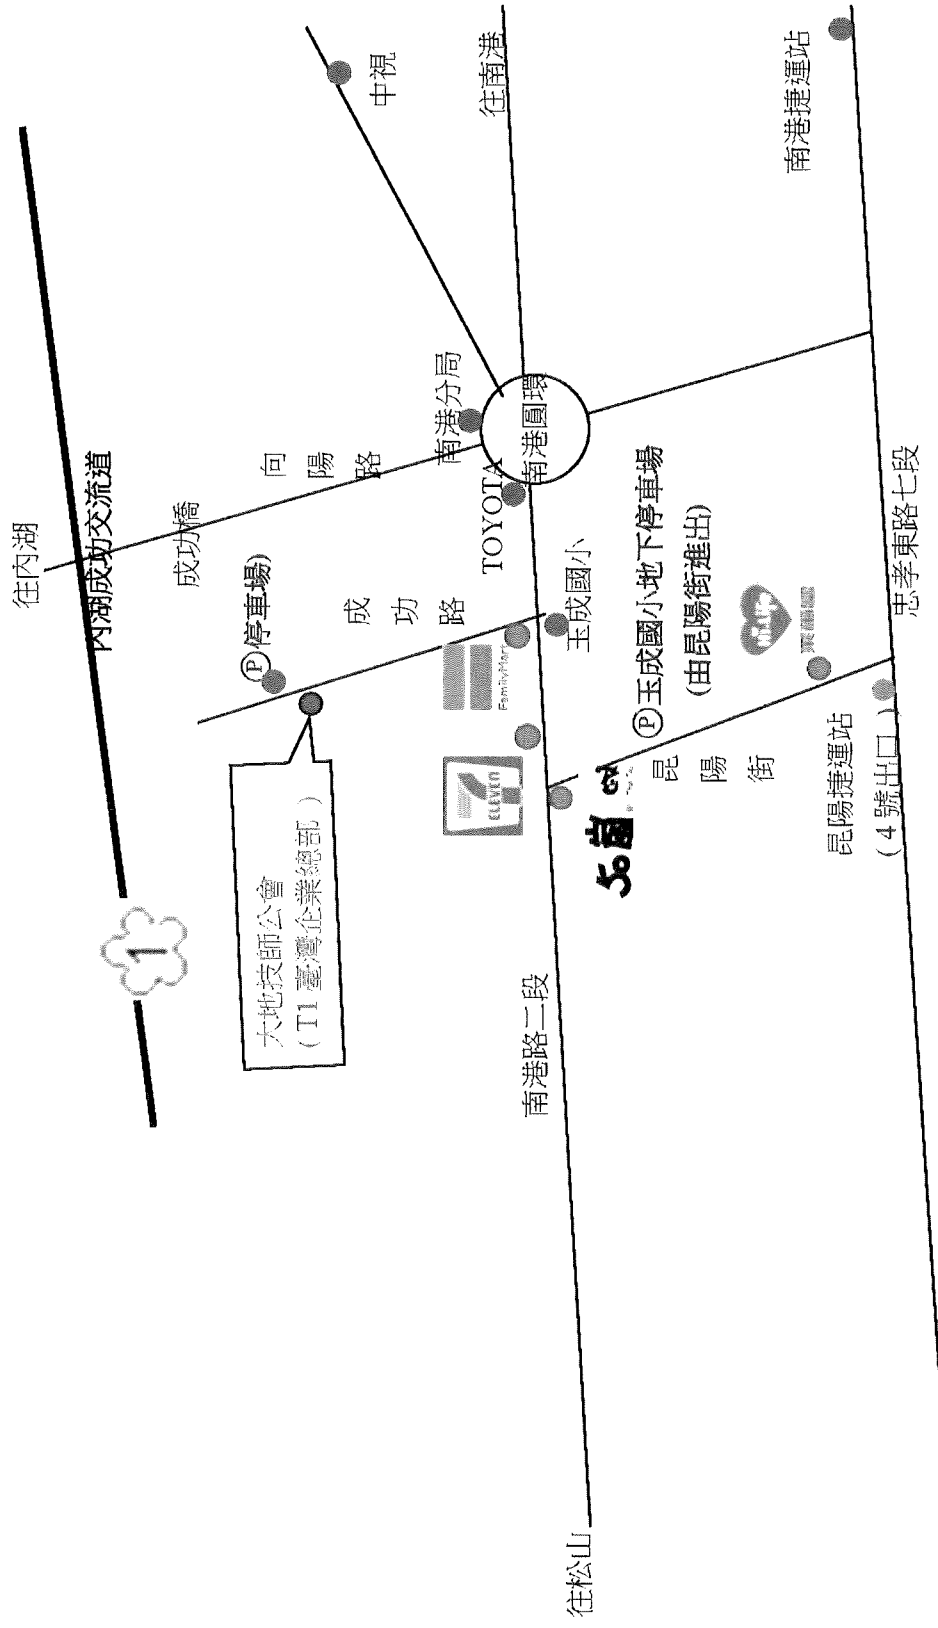 往內湖
內湖成功交流道
成功橋
向陽路
中視
往南港
南港分局
南港圓環
TOYOTA
Ⓟ停車場)
成功路
1
大地技師公會
(T1 臺灣企業總部)
FamilyMart
7
ELEVEN
玉成國小
Ⓟ玉成國小地下停車場
(由昆陽街進出)
50嵐
昆陽街
南港路二段
往松山
昆陽捷運站
(4 號出口)
忠孝東路七段
南港捷運站